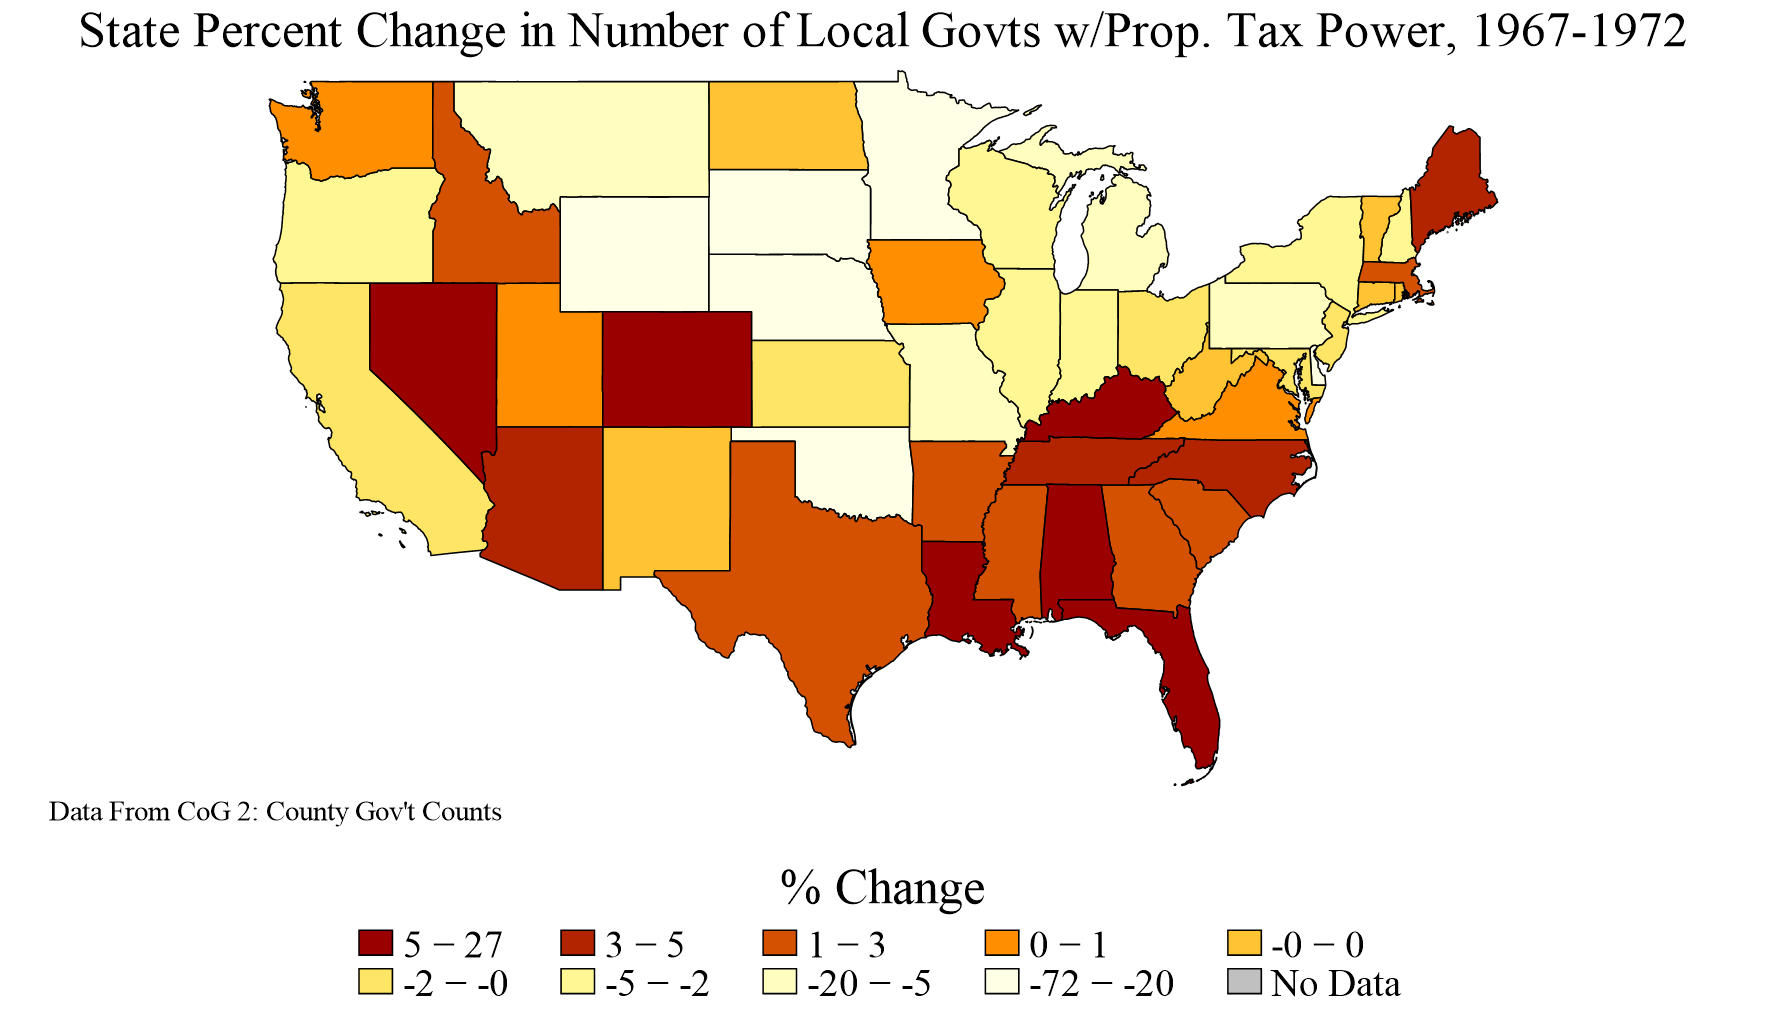 State Percent Change in Number of Local Govts w/Prop. Tax Power, 1967-1972
Data From CoG 2: County Gov't Counts
% Change
5 – 27 3 – 5 1 – 3 0 – 1 -0 – 0
-2 – -0 -5 – -2 -20 – -5 -72 – -20 No Data